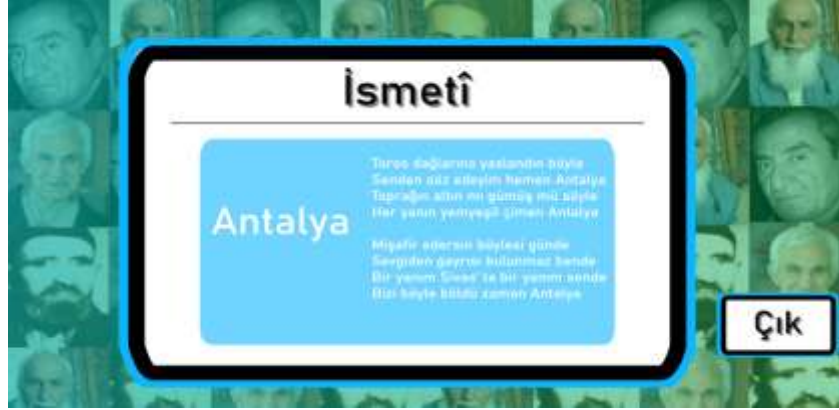 İsmetî
Antalya
Toros dağlarına yaslandın böyle
Senden söz edeyim hemen Antalya
Toprağın altın mı gümüş mü söyle
Her yanın yemyeşil çimen Antalya
Misafir edersin böylesi günde
Sevgiden gayrısı bulunmaz bende
Bir yanım Sivas'ta bir yanım sende
Bizi böyle böldü zaman Antalya
Çık